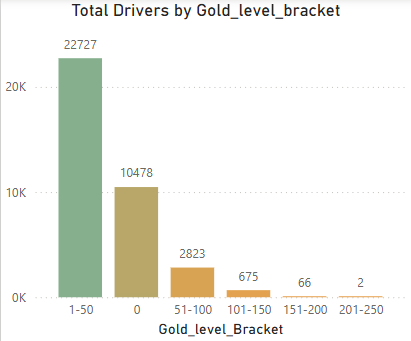 Total Drivers by Gold_level_bracket
22727
20K
10478
10K
2823
675
66
2
0K
1-50 0 51-100 101-150 151-200 201-250
Gold_level_Bracket